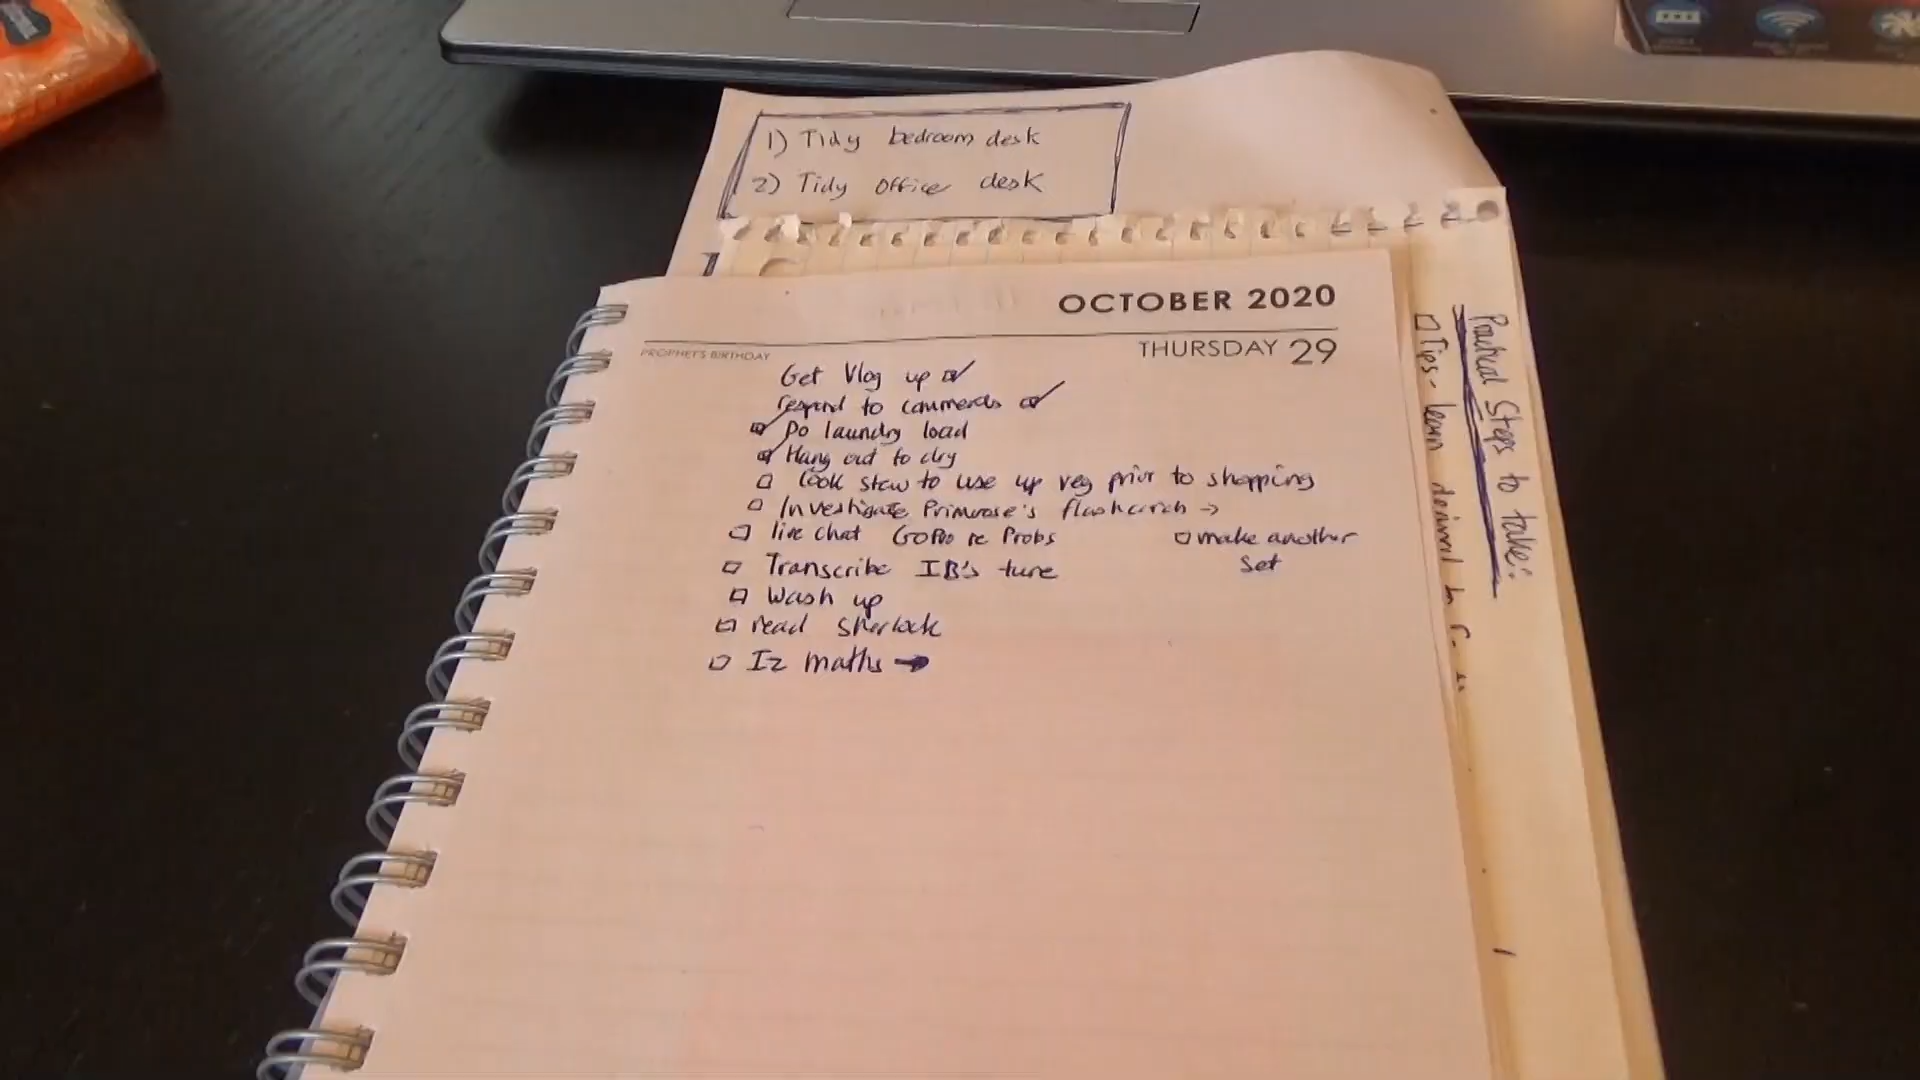 1) Tidy bedroom desk
2) Tidy office desk
OCTOBER 2020
PROPHET'S BIRTHDAY
THURSDAY 29
Get Vlog up
respond to comments
Do laundry load
Hang out to dry
Cook stew to use up veg prior to shopping
Investigate Primrose's →
live chat GoPro re Probs
make another
set
Transcribe IB's tune
Wash up
read Sherlock
Iz maths →
Practical Steps to take:
Tips - learn